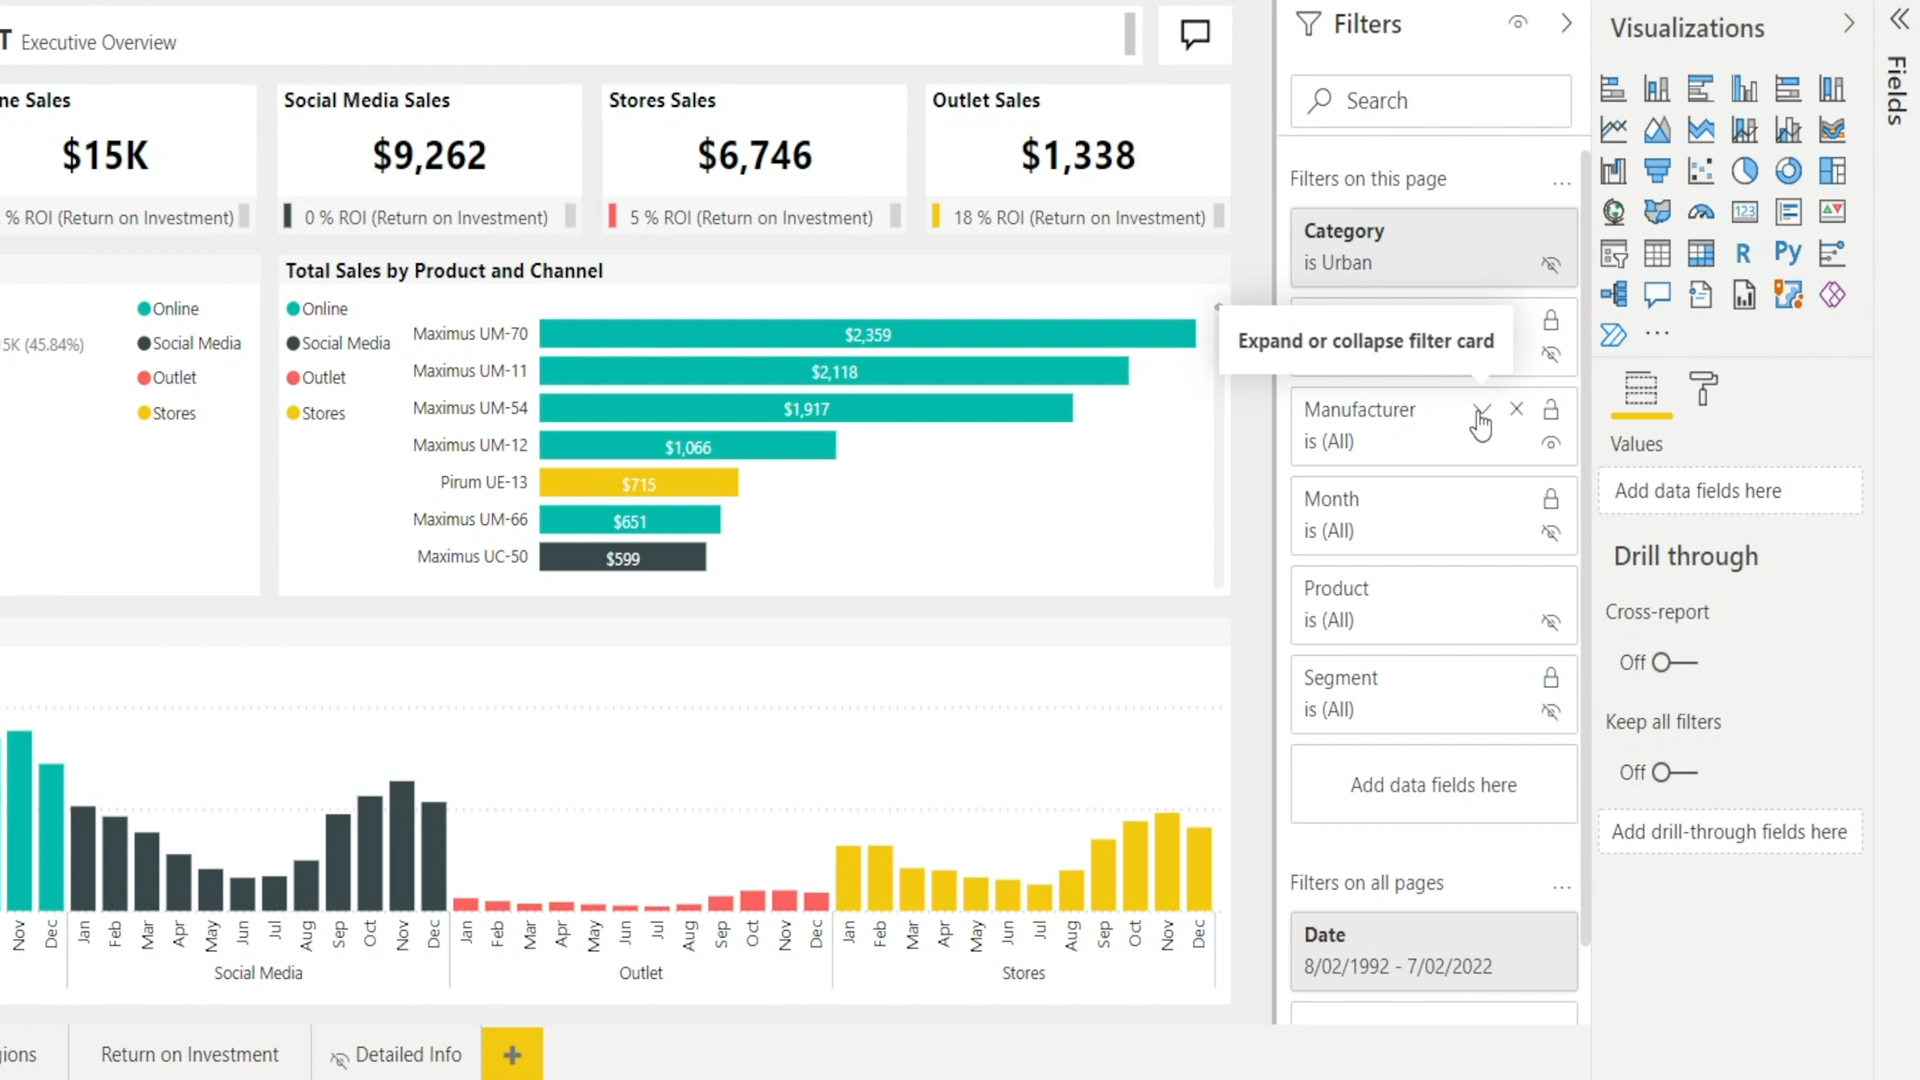 T Executive Overview
ne Sales
$15K
% ROI (Return on Investment)
Social Media Sales
$9,262
0 % ROI (Return on Investment)
Stores Sales
$6,746
5 % ROI (Return on Investment)
Outlet Sales
$1,338
18 % ROI (Return on Investment)
5K (45.84%)
Online
Social Media
Outlet
Stores
Total Sales by Product and Channel
Online
Social Media
Outlet
Stores
Maximus UM-70 $2,359
Maximus UM-11 $2,118
Maximus UM-54 $1,917
Maximus UM-12 $1,066
Pirum UE-13 $715
Maximus UM-66 $651
Maximus UC-50 $599
Nov Dec Jan Feb Mar Apr May Jun Jul Aug Sep Oct Nov Dec Jan Feb Mar Apr May Jun Jul Aug Sep Oct Nov Dec Jan Feb Mar Apr May Jun Jul Aug Sep Oct Nov Dec
Social Media Outlet Stores
ions Return on Investment Detailed Info +
Filters
Search
Filters on this page ...
Category
is Urban
Expand or collapse filter card
Manufacturer
is (All)
Month
is (All)
Product
is (All)
Segment
is (All)
Add data fields here
Filters on all pages ...
Date
8/02/1992 - 7/02/2022
Visualizations
123
R Py
...
Values
Add data fields here
Drill through
Cross-report
Off
Keep all filters
Off
Add drill-through fields here
Fields